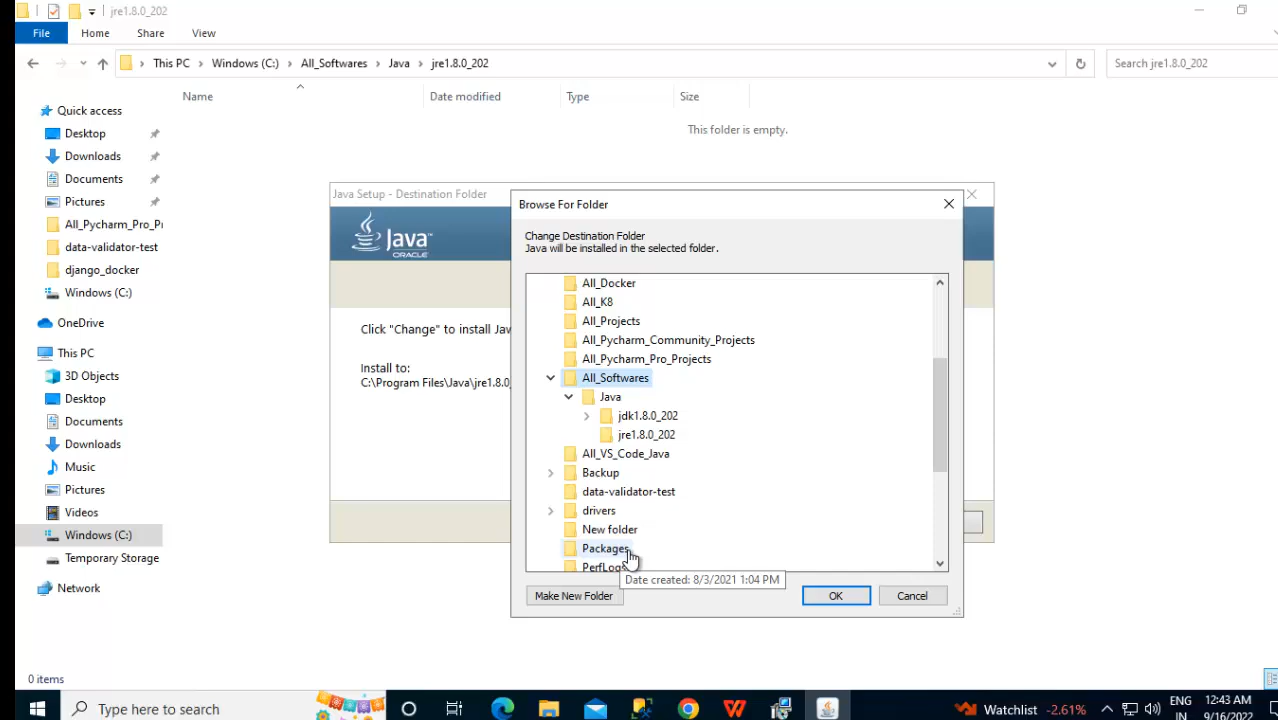 jre1.8.0_202
File Home Share View
This PC Windows (C:) All_Softwares Java jre1.8.0_202
Search jre1.8.0_202
Name Date modified Type Size
This folder is empty.
Quick access
Desktop
Downloads
Documents
Pictures
All_Pycharm_Pro_Pr
data-validator-test
django_docker
Windows (C:)
OneDrive
This PC
3D Objects
Desktop
Documents
Downloads
Music
Pictures
Videos
Windows (C:)
Temporary Storage
Network
0 items
Java Setup - Destination Folder
Java™
ORACLE
Click "Change" to install Jav
Install to:
C:\Program Files\Java\jre1.8.0_
Browse For Folder
Change Destination Folder
Java will be installed in the selected folder.
All_Docker
All_K8
All_Projects
All_Pycharm_Community_Projects
All_Pycharm_Pro_Projects
All_Softwares
Java
jdk1.8.0_202
jre1.8.0_202
All_VS_Code_Java
Backup
data-validator-test
drivers
New folder
Packages
PerfLogs
Date created: 8/3/2021 1:04 PM
Make New Folder OK Cancel
Type here to search
Watchlist -2.61%
ENG
IN
12:43 AM
9/16/2022